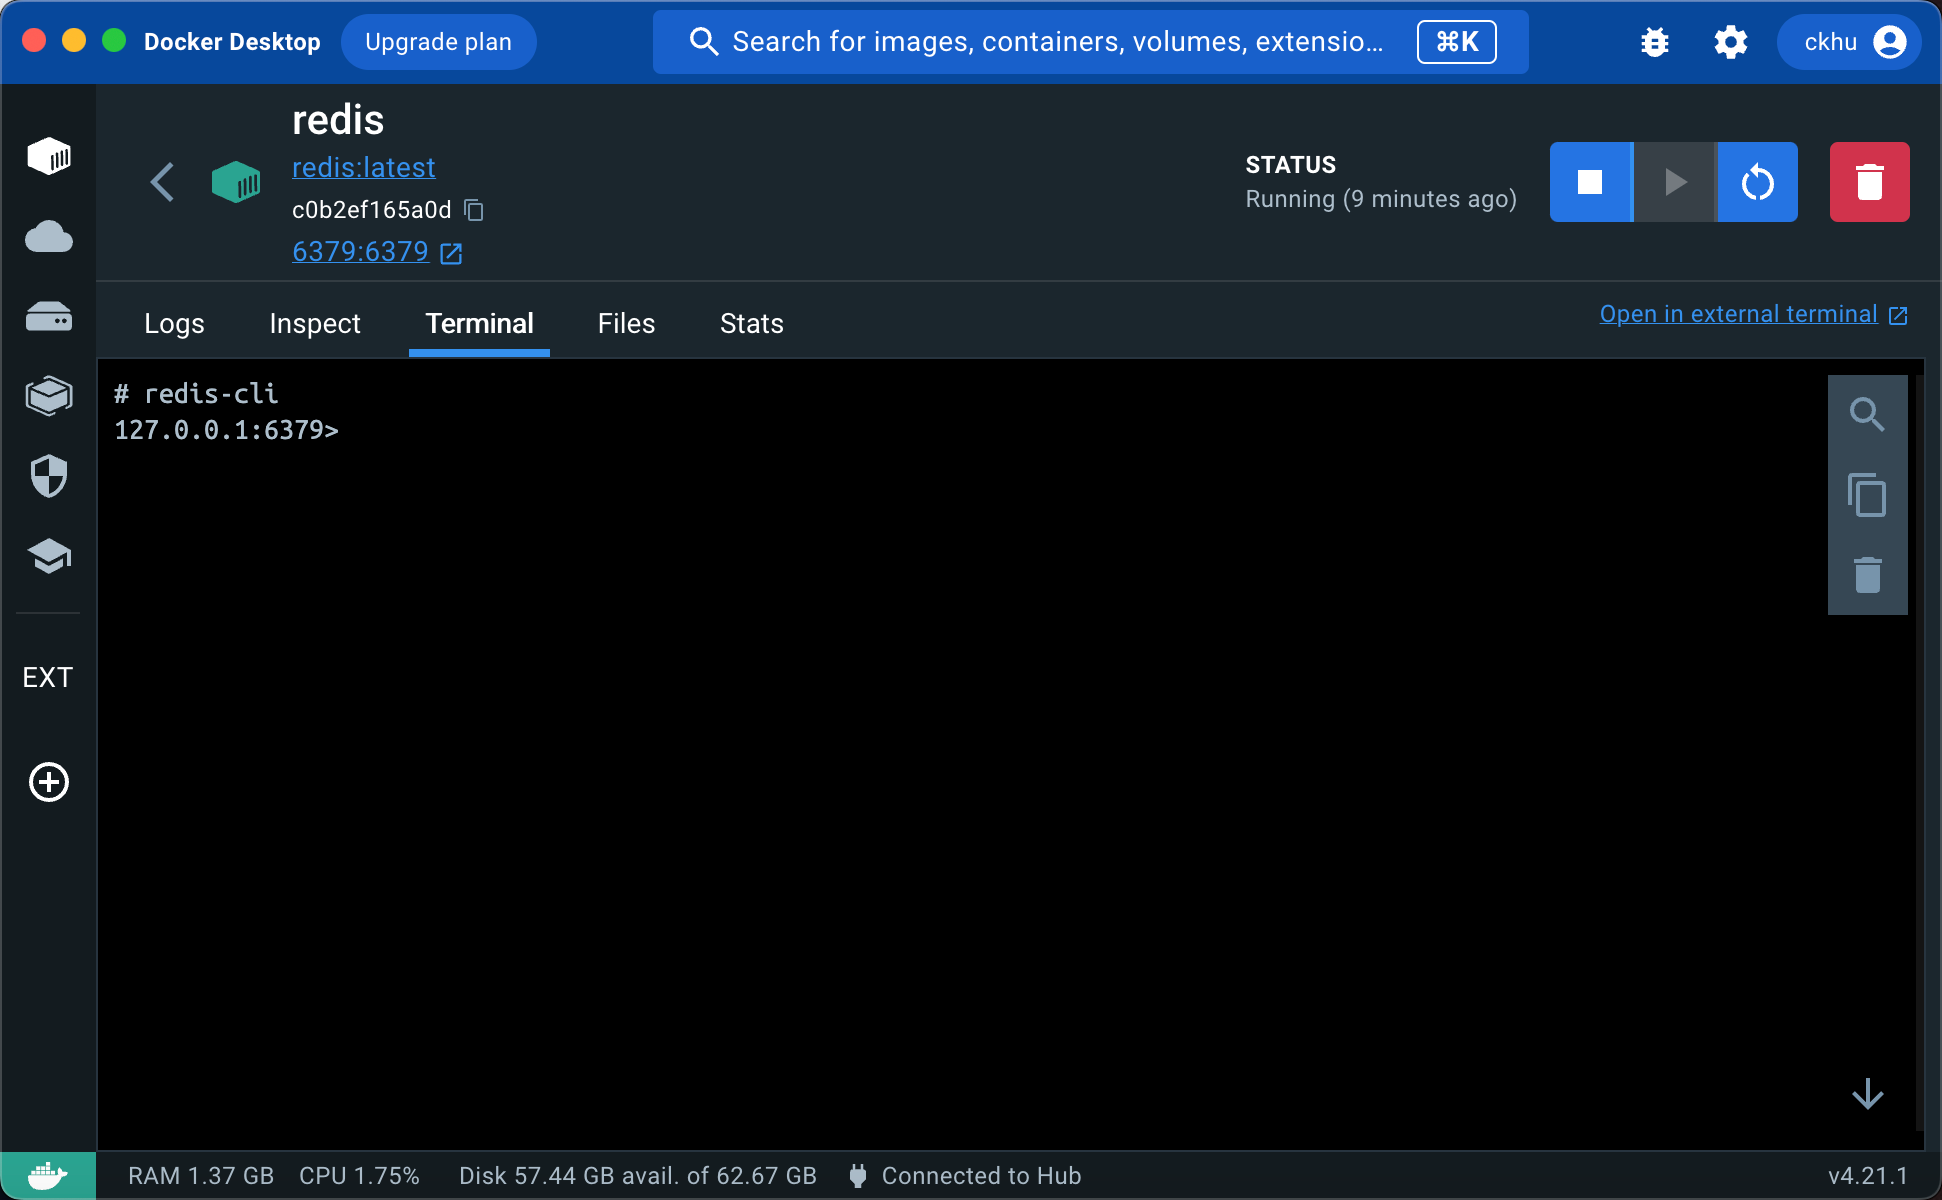 Docker Desktop
Upgrade plan
Search for images, containers, volumes, extensio...
⌘K
ckhu
redis
redis:latest
c0b2ef165a0d
6379:6379
STATUS
Running (9 minutes ago)
Logs
Inspect
Terminal
Files
Stats
Open in external terminal
# redis-cli
127.0.0.1:6379>
EXT
RAM 1.37 GB
CPU 1.75%
Disk 57.44 GB avail. of 62.67 GB
Connected to Hub
v4.21.1